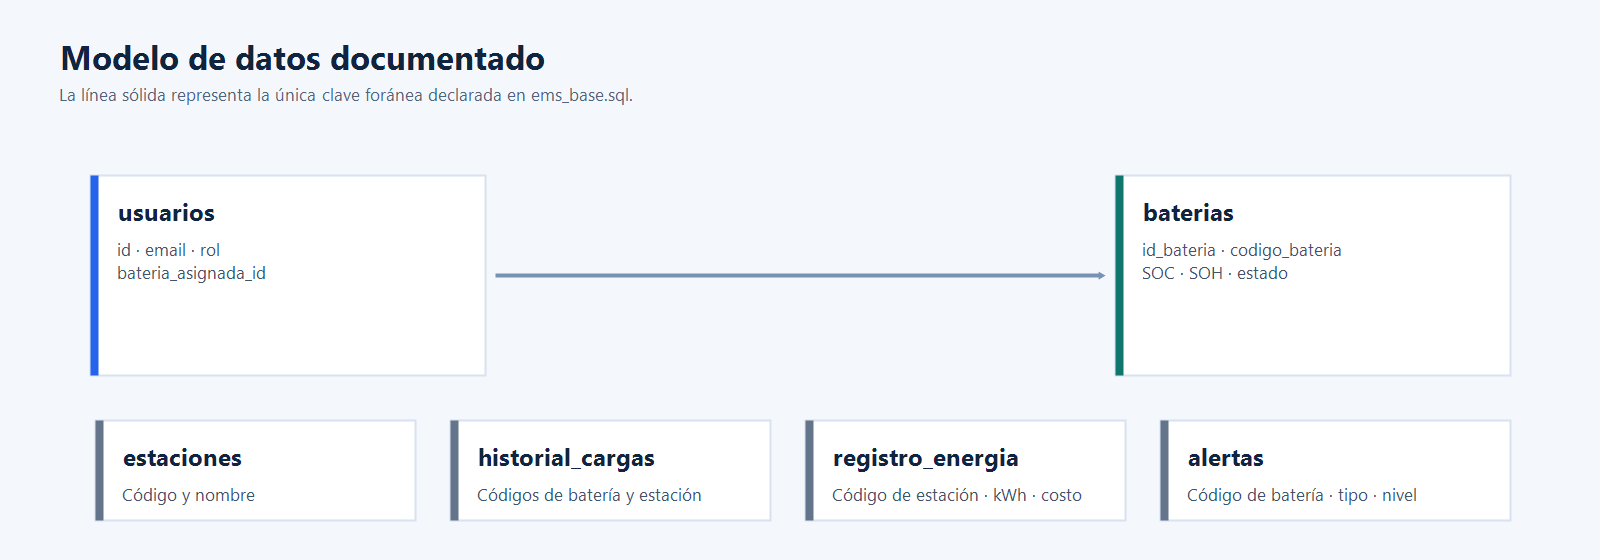 Modelo de datos documentado
La línea sólida representa la única clave foránea declarada en ems_base.sql.
usuarios
id · email · rol
bateria_asignada_id
baterias
id_bateria · codigo_bateria
SOC · SOH · estado
estaciones
Código y nombre
historial_cargas
Códigos de batería y estación
registro_energia
Código de estación · kWh · costo
alertas
Código de batería · tipo · nivel